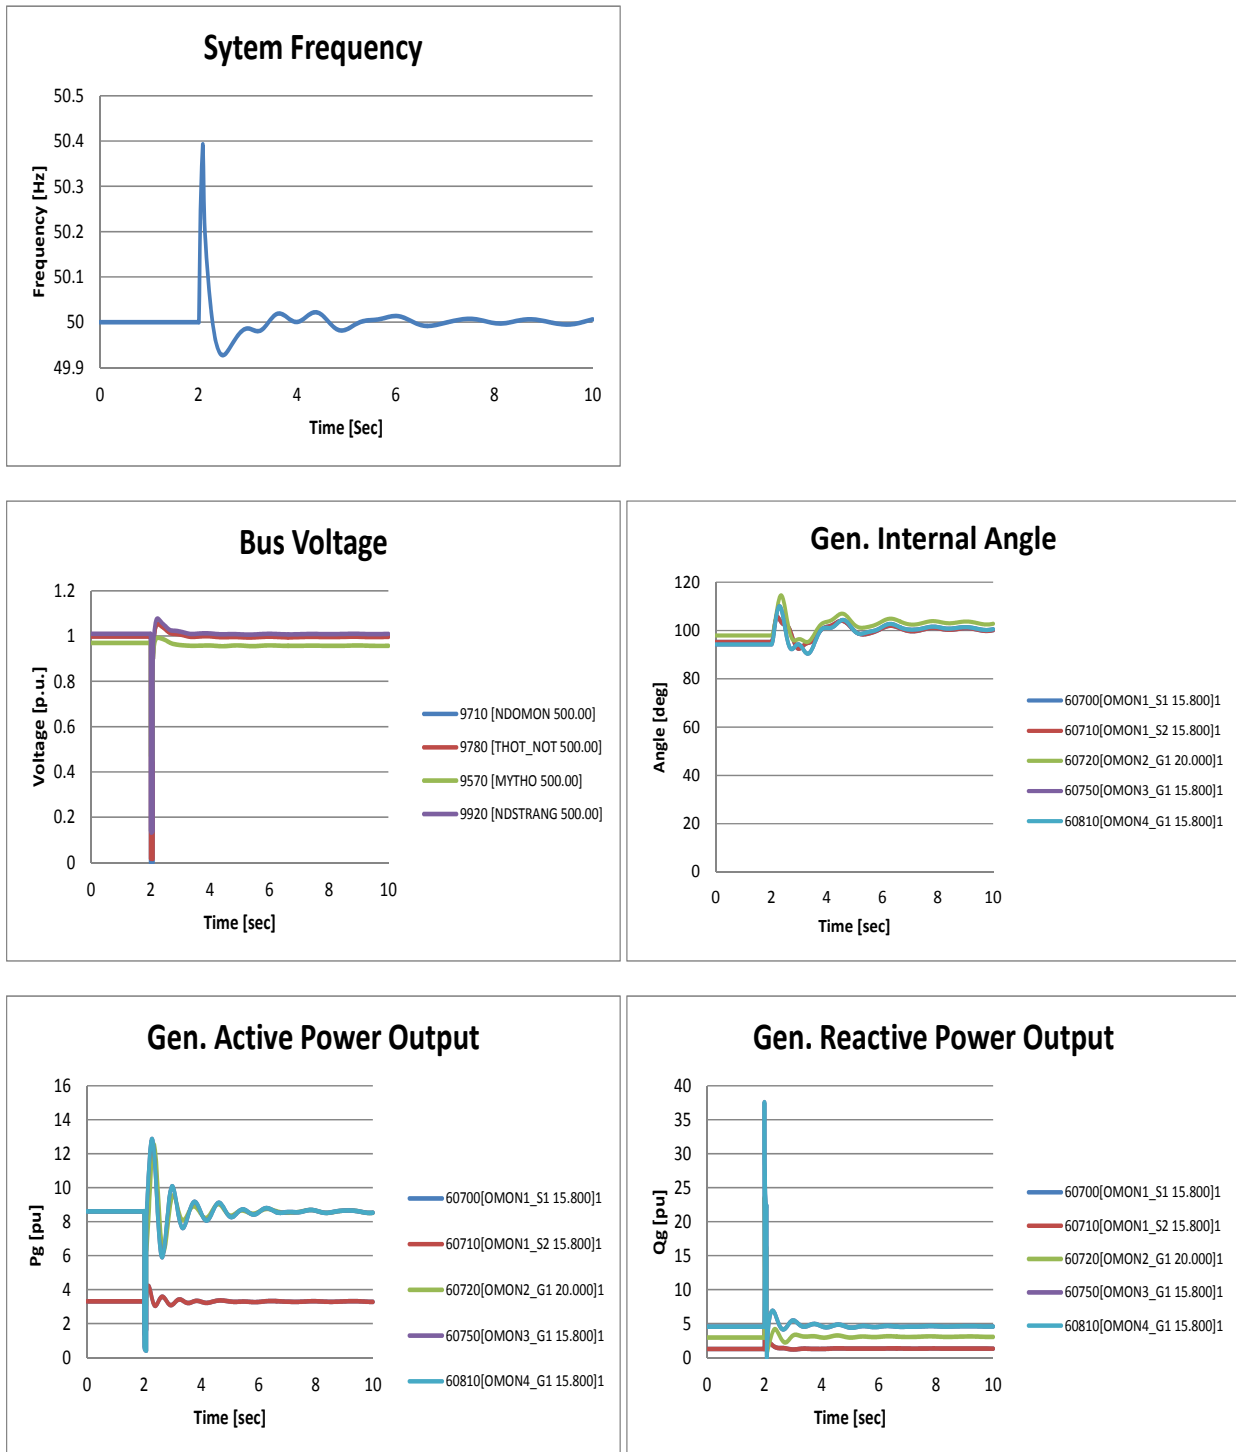 Sytem Frequency
50.5
50.4
50.3
50.2
50.1
50
49.9
Frequency [Hz]
0 2 4 6 8 10
Time [Sec]
Bus Voltage
1.2
1
0.8
0.6
0.4
0.2
0
Voltage [p.u.]
0 2 4 6 8 10
Time [sec]
9710 [NDOMON 500.00]
9780 [THOT_NOT 500.00]
9570 [MYTHO 500.00]
9920 [NDSTRANG 500.00]
Gen. Internal Angle
120
100
80
60
40
20
0
Angle [deg]
0 2 4 6 8 10
Time [sec]
60700[OMON1_S1 15.800]1
60710[OMON1_S2 15.800]1
60720[OMON2_G1 20.000]1
60750[OMON3_G1 15.800]1
60810[OMON4_G1 15.800]1
Gen. Active Power Output
16
14
12
10
8
6
4
2
0
Pg [pu]
0 2 4 6 8 10
Time [sec]
60700[OMON1_S1 15.800]1
60710[OMON1_S2 15.800]1
60720[OMON2_G1 20.000]1
60750[OMON3_G1 15.800]1
60810[OMON4_G1 15.800]1
Gen. Reactive Power Output
40
35
30
25
20
15
10
5
0
Qg [pu]
0 2 4 6 8 10
Time [sec]
60700[OMON1_S1 15.800]1
60710[OMON1_S2 15.800]1
60720[OMON2_G1 20.000]1
60750[OMON3_G1 15.800]1
60810[OMON4_G1 15.800]1